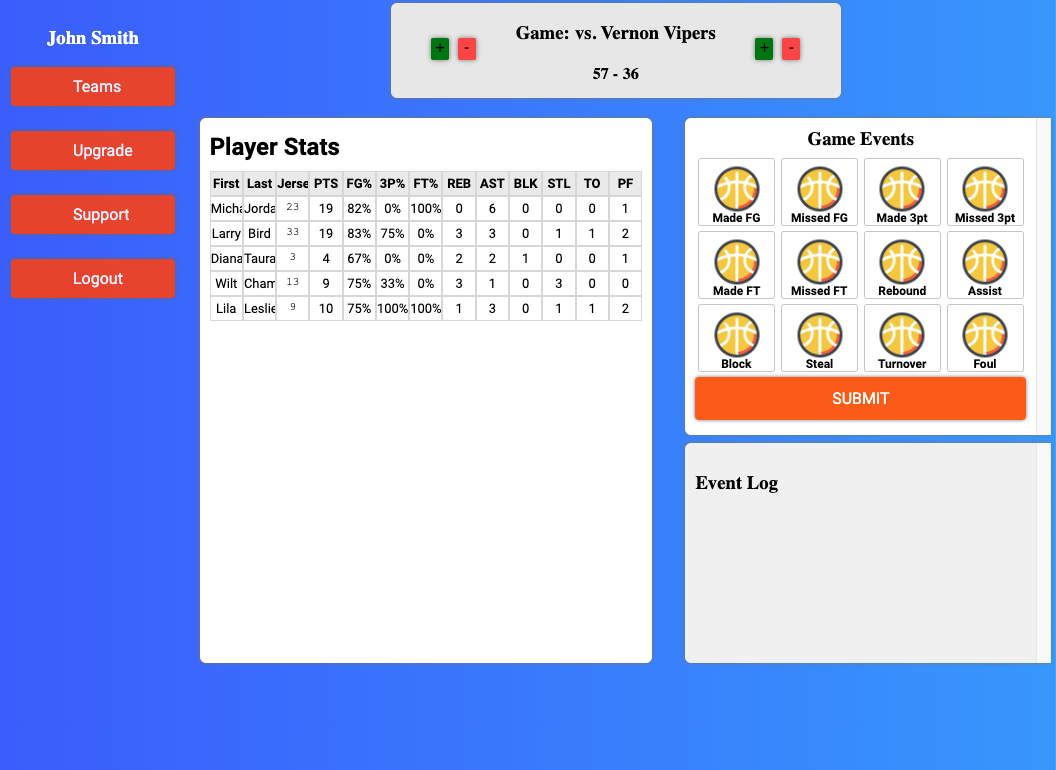 John Smith
Teams
Upgrade
Support
Logout
Game: vs. Vernon Vipers
+ - + -
57 - 36
Player Stats
First Last Jerse PTS FG% 3P% FT% REB AST BLK STL TO PF
Micha Jorda 23 19 82% 0% 100% 0 6 0 0 0 1
Larry Bird 33 19 83% 75% 0% 3 3 0 1 1 2
Diana Taura 3 4 67% 0% 0% 2 2 1 0 0 1
Wilt Cham 13 9 75% 33% 0% 3 1 0 3 0 0
Lila Leslie 9 10 75% 100% 100% 1 3 0 1 1 2
Game Events
Made FG Missed FG Made 3pt Missed 3pt
Made FT Missed FT Rebound Assist
Block Steal Turnover Foul
SUBMIT
Event Log